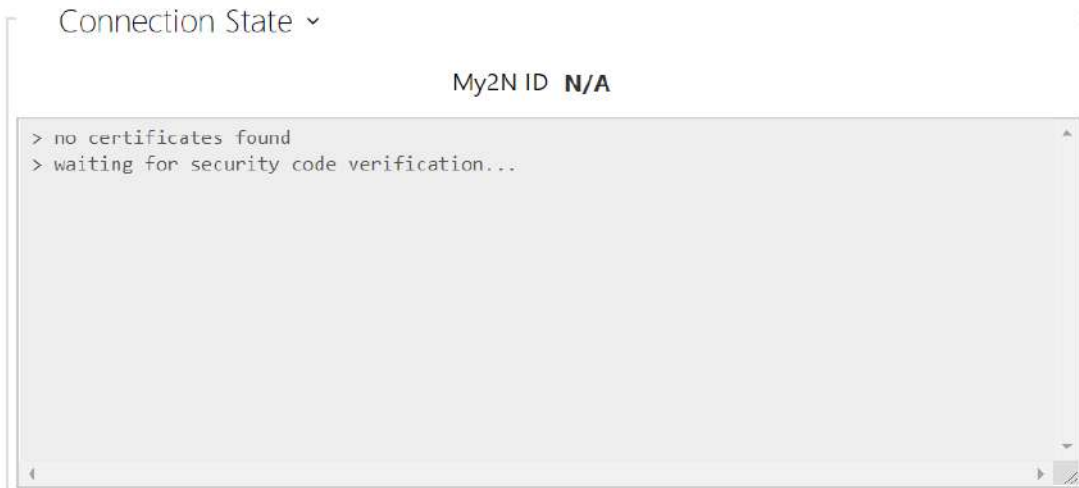 Connection State
My2N ID N/A
> no certificates found
> waiting for security code verification...